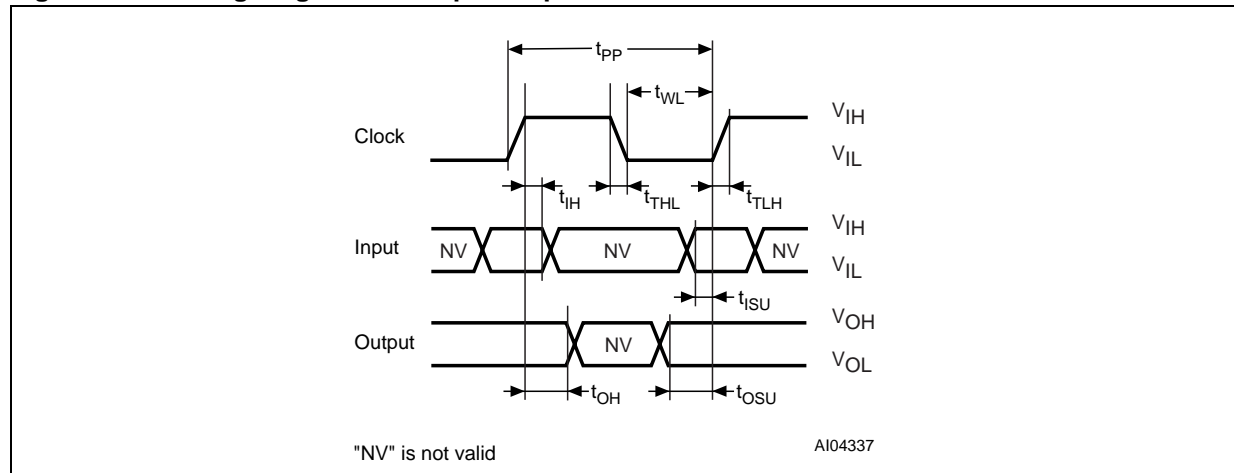 tPP
tWL
Clock
VIH
VIL
tIH
tTHL
tTLH
Input
NV
NV
NV
VIH
VIL
tISU
Output
NV
VOH
VOL
tOH
tOSU
"NV" is not valid
AI04337